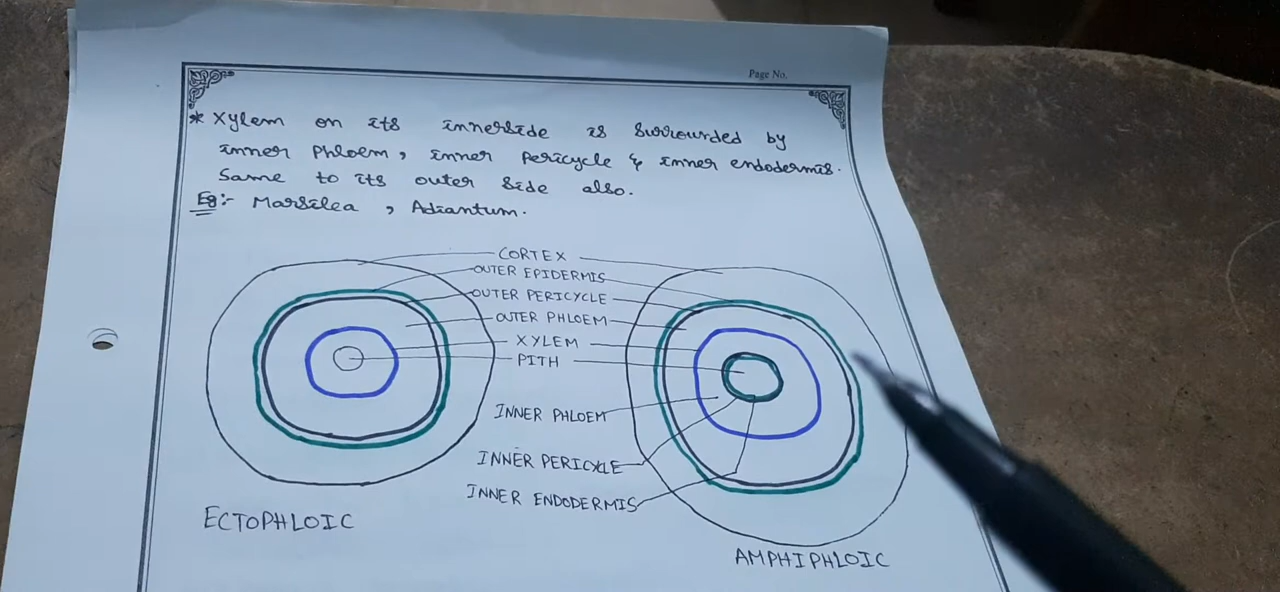 Page No.
* Xylem on its innerside is surrounded by
inner Phloem, inner Pericycle & inner endodermis.
Same to its outer side also.
Eg:- Marsilea, Adiantum.
CORTEX
OUTER EPIDERMIS
OUTER PERICYCLE
OUTER PHLOEM
XYLEM
PITH
INNER PHLOEM
INNER PERICYCLE
INNER ENDODERMIS
ECTOPHLOIC
AMPHIPHLOIC